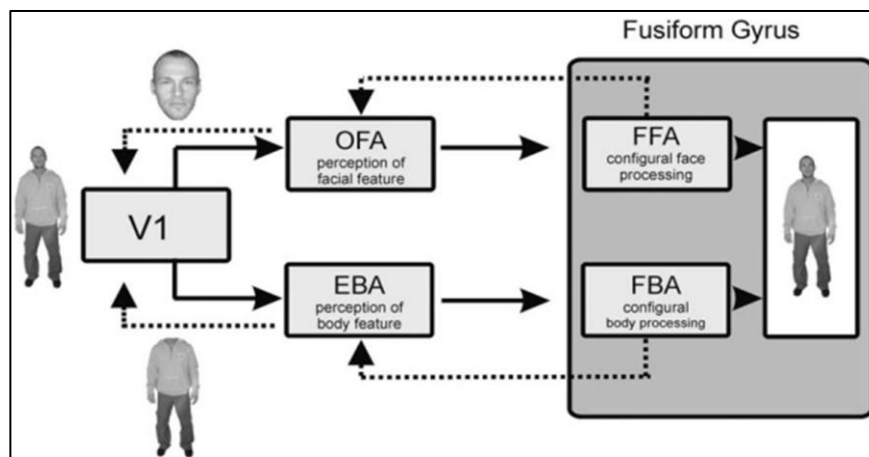 Fusiform Gyrus
OFA
perception of
facial feature
FFA
configural face
processing
V1
EBA
perception of
body feature
FBA
configural
body processing